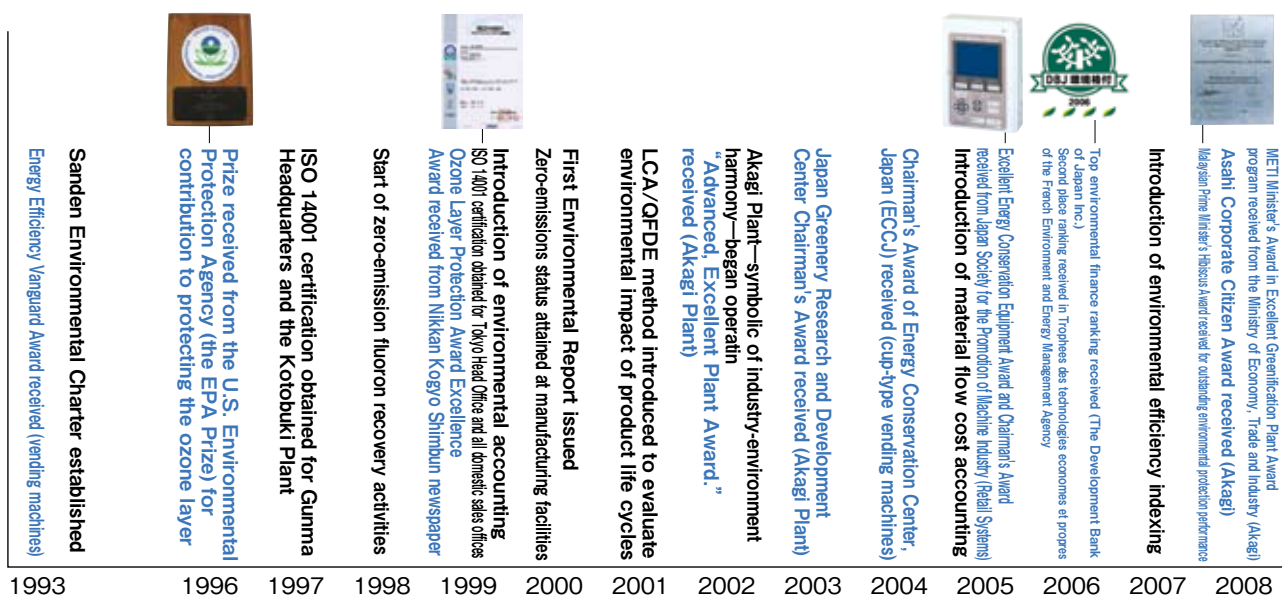 Sanden Environmental Charter established
Energy Efficiency Vanguard Award received (vending machines)
1993
Prize received from the U.S. Environmental
Protection Agency (the EPA Prize) for
contribution to protecting the ozone layer
1996
ISO 14001 certification obtained for Gunma
Headquarters and the Kotobuki Plant
1997
Start of zero-emission fluoron recovery activities
1998
Introduction of environmental accounting
ISO 14001 certification obtained for Tokyo Head Office and all domestic sales offices
Ozone Layer Protection Award Excellence
Award received from Nikkan Kogyo Shimbun newspaper
1999
First Environmental Report issued
Zero-emissions status attained at manufacturing facilities
2000
LCA/QFDE method introduced to evaluate
environmental impact of product life cycles
2001
Akagi Plant—symbolic of industry-environment
harmony—began operatin
“Advanced, Excellent Plant Award.”
received (Akagi Plant)
2002
Japan Greenery Research and Development
Center Chairman's Award received (Akagi Plant)
2003
Chairman's Award of Energy Conservation Center,
Japan (ECCJ) received (cup-type vending machines)
2004
Excellent Energy Conservation Equipment Award and Chairman's Award
received from Japan Society for the Promotion of Machine Industry (Retail Systems)
Introduction of material flow cost accounting
2005
DBJ 環境格付
2006
Top environmental finance ranking received (The Development Bank
of Japan Inc.)
Second place ranking received in Trophees des technologies economes et propres
of the French Environment and Energy Management Agency
2006
Introduction of environmental efficiency indexing
2007
METI Minister's Award in Excellent Greenification Plant Award
program received from the Ministry of Economy, Trade and Industry (Akagi)
Asahi Corporate Citizen Award received (Akagi)
Malaysian Prime Minister's Hibiscus Award received for outstanding environmental protection performance
2008